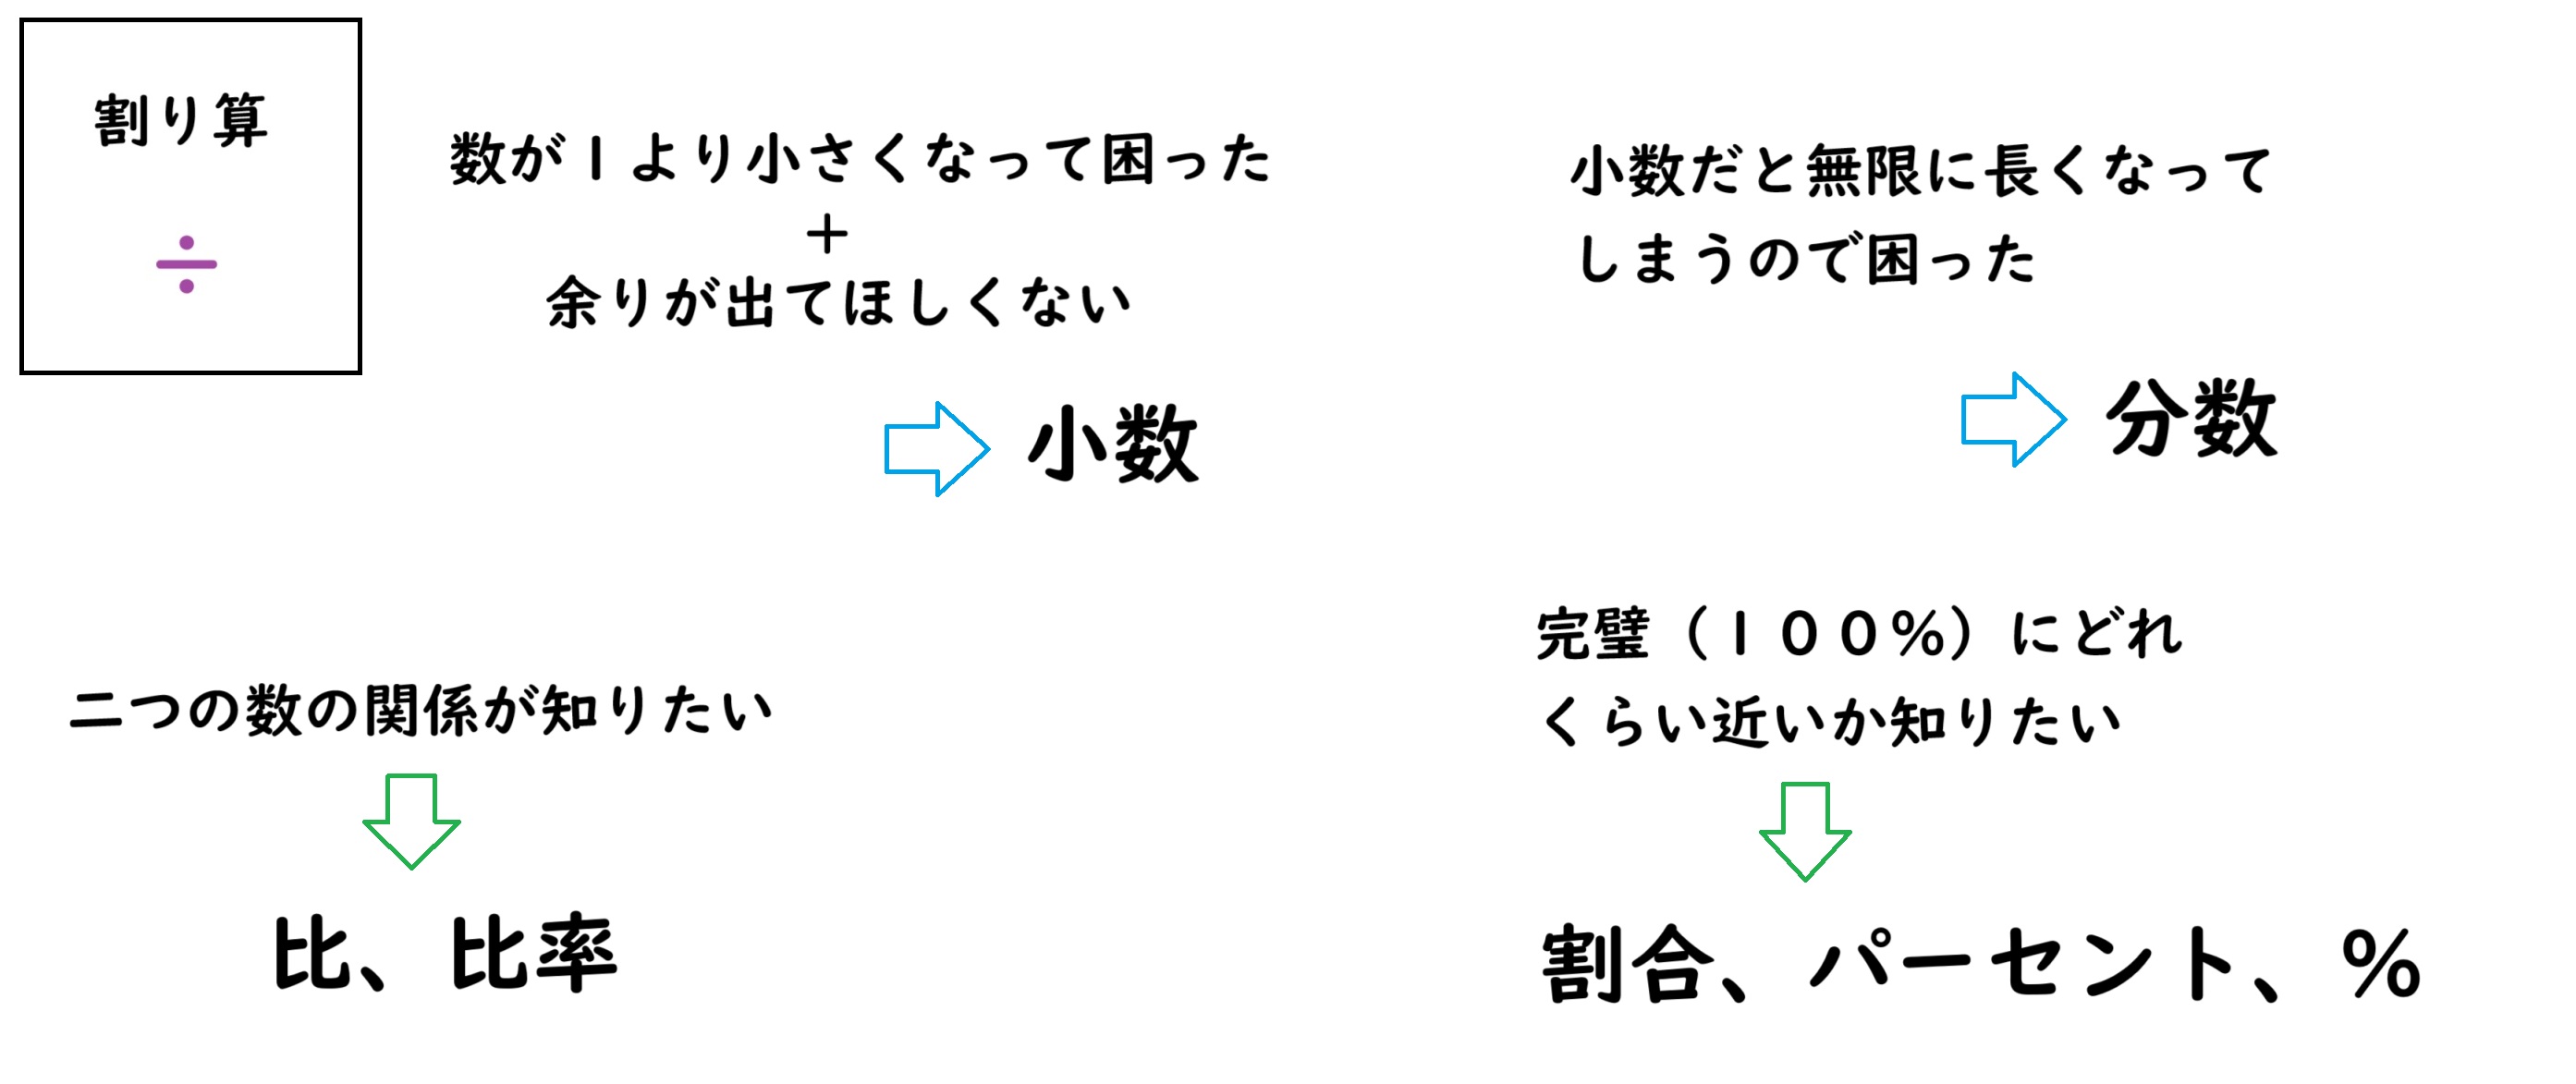 割り算
÷
数が１より小さくなって困った
＋
余りが出てほしくない
小数
小数だと無限に長くなって
しまうので困った
分数
二つの数の関係が知りたい
比、比率
完璧（１００％）にどれ
くらい近いか知りたい
割合、パーセント、％